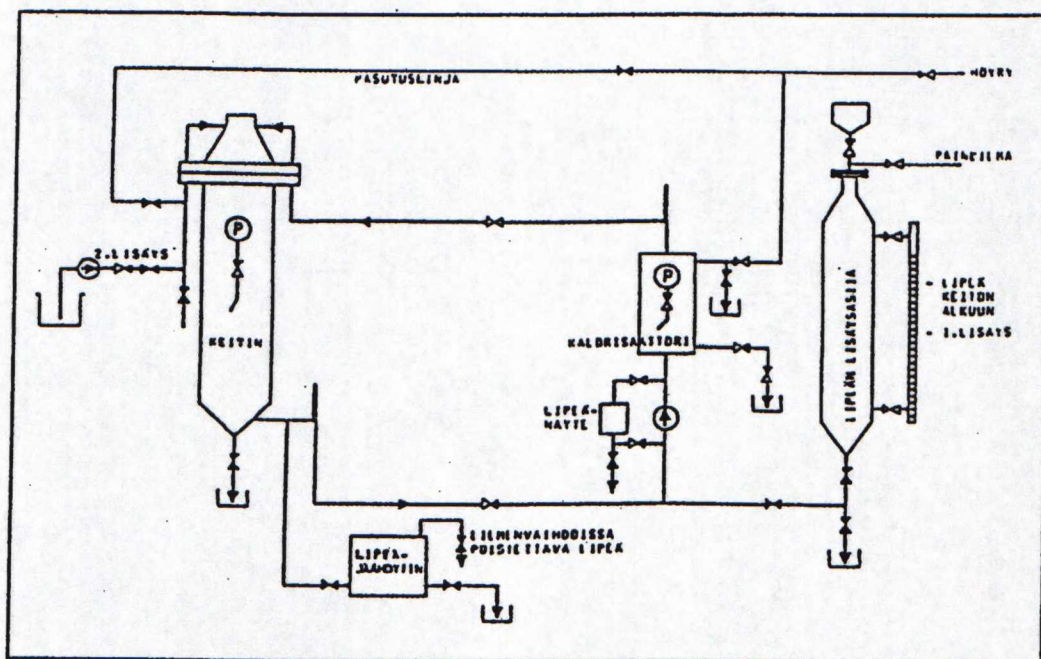 PASUTUSLINJA
HÖYRY
PAINEILMA
P
2.LISÄYS
P
KEITIN
KALORISAATTORI
LIPEÄN LISÄYSASTIA
- LIPEÄ
KEITON
ALKUUN
- 1.LISÄYS
LIPEÄ-
NÄYTE
LIPEÄ-
JÄÄHDYTIN
LIEMENVAIHDOISSA
POISTETTAVA LIPEÄ